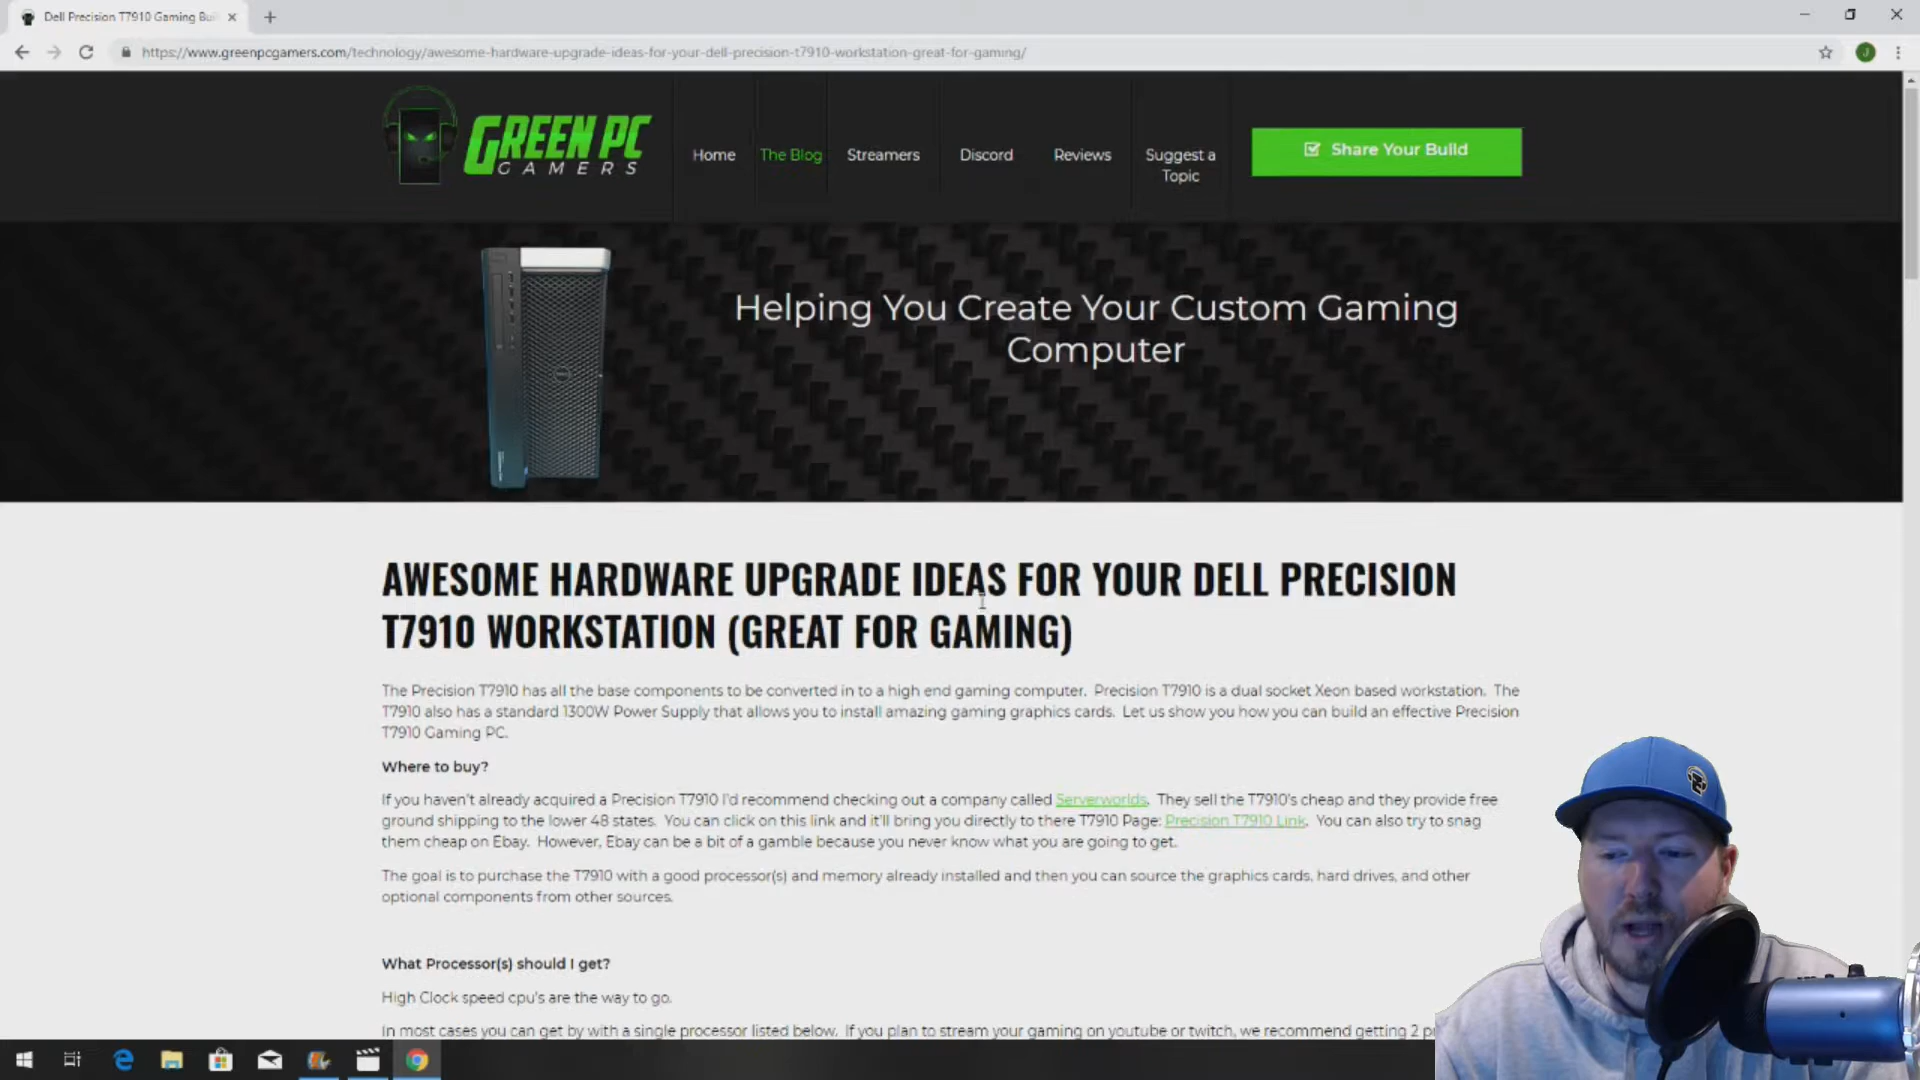 Dell Precision T7910 Gaming Bui
https://www.greenpcgamers.com/technology/awesome-hardware-upgrade-ideas-for-your-dell-precision-t7910-workstation-great-for-gaming/
J
GREEN PC
GAMERS
Home
The Blog
Streamers
Discord
Reviews
Suggest a
Topic
Share Your Build
Helping You Create Your Custom Gaming
Computer
AWESOME HARDWARE UPGRADE IDEAS FOR YOUR DELL PRECISION
T7910 WORKSTATION (GREAT FOR GAMING)
The Precision T7910 has all the base components to be converted in to a high end gaming computer. Precision T7910 is a dual socket Xeon based workstation. The
T7910 also has a standard 1300W Power Supply that allows you to install amazing gaming graphics cards. Let us show you how you can build an effective Precision
T7910 Gaming PC.
Where to buy?
If you haven't already acquired a Precision T7910 I'd recommend checking out a company called Serverworlds. They sell the T7910's cheap and they provide free
ground shipping to the lower 48 states. You can click on this link and it'll bring you directly to there T7910 Page: Precision T7910 Link. You can also try to snag
them cheap on Ebay. However, Ebay can be a bit of a gamble because you never know what you are going to get.
The goal is to purchase the T7910 with a good processor(s) and memory already installed and then you can source the graphics cards, hard drives, and other
optional components from other sources.
What Processor(s) should I get?
High Clock speed cpu's are the way to go.
In most cases you can get by with a single processor listed below. If you plan to stream your gaming on youtube or twitch, we recommend getting 2